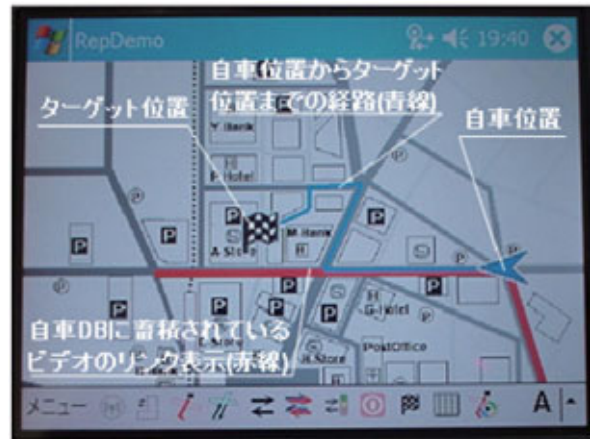 RepDemo
19:40
自車位置からターゲット
位置までの経路(青線)
ターゲット位置
自車位置
Y-Bank
P-Hotel
A-Store
M-Bank
G-Hotel
PostOffice
自車DBに蓄積されている
ビデオのリンク表示(赤線)
メニュー
A